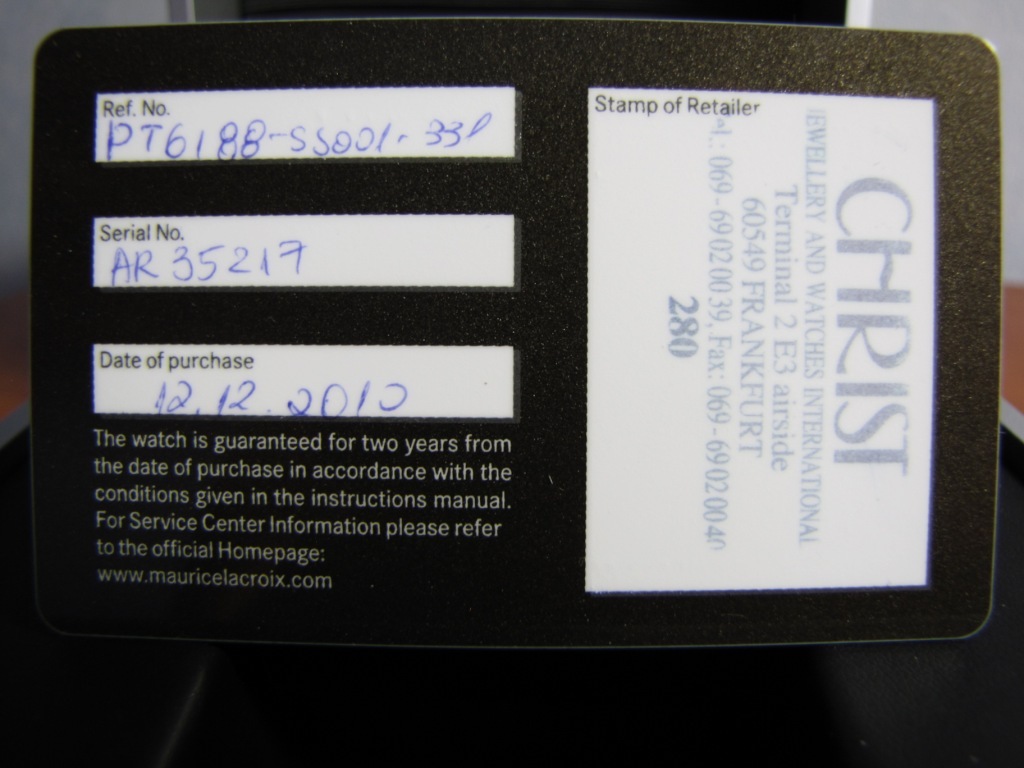 Ref. No.
PT6188-SS001-331
Serial No.
AR 35217
Date of purchase
12.12.2010
The watch is guaranteed for two years from
the date of purchase in accordance with the
conditions given in the instructions manual.
For Service Center Information please refer
to the official Homepage:
www.mauricelacroix.com
Stamp of Retailer
CHRIST
JEWELLERY AND WATCHES INTERNATIONAL
Terminal 2 E3 airside
60549 FRANKFURT
Tel.: 069-69020039, Fax: 069-69020040
280